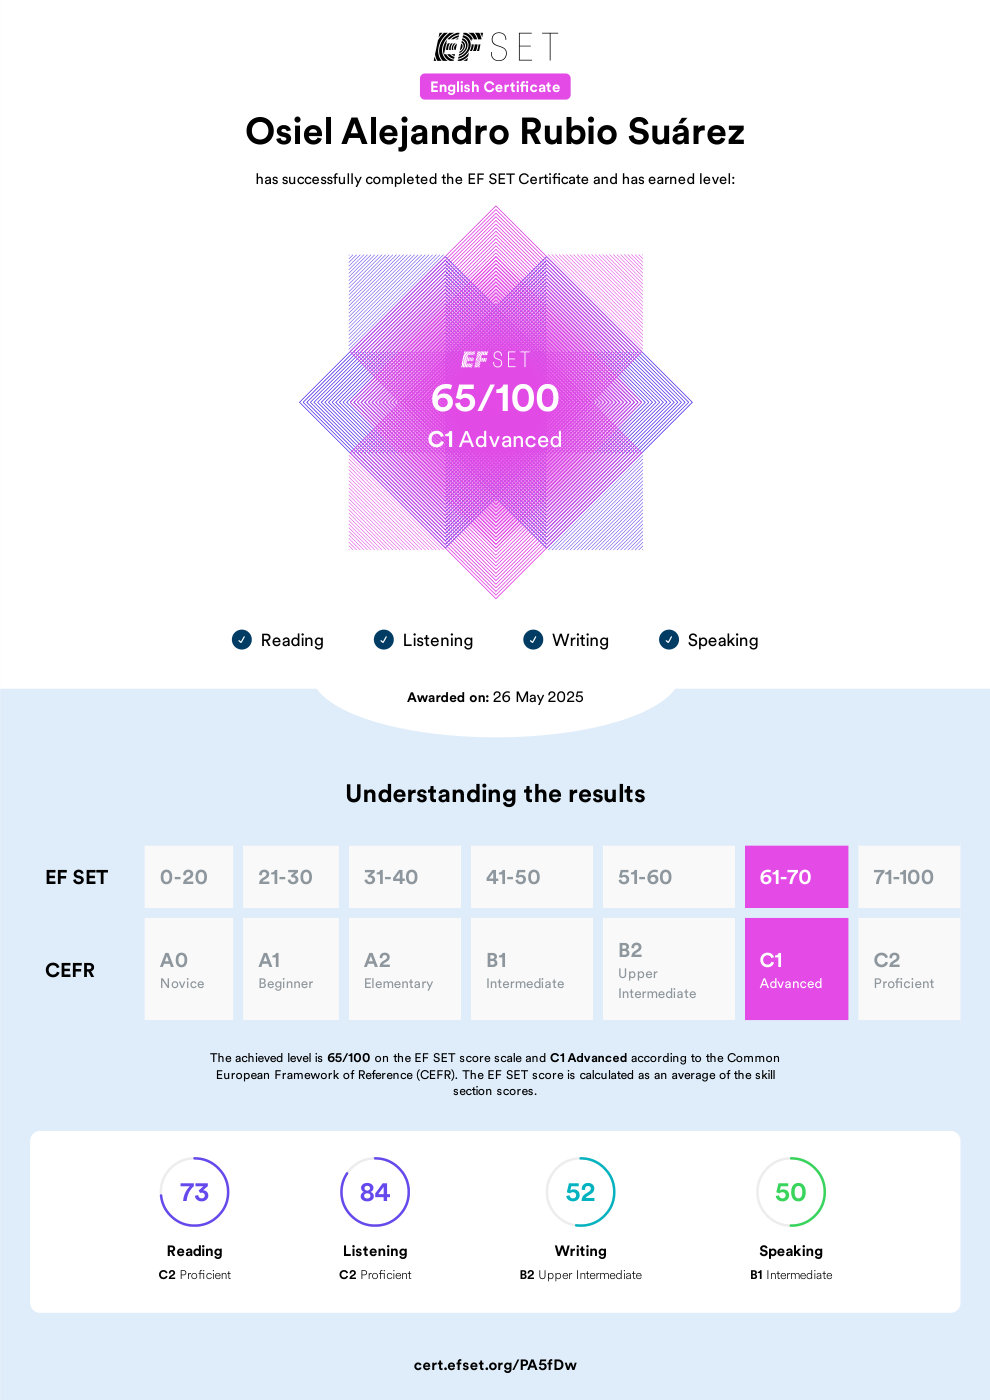 EF SET
English Certificate
Osiel Alejandro Rubio Suárez
has successfully completed the EF SET Certificate and has earned level:
EF SET
65/100
C1 Advanced
Reading Listening Writing Speaking
Awarded on: 26 May 2025
Understanding the results
EF SET 0-20 21-30 31-40 41-50 51-60 61-70 71-100
CEFR
A0 A1 A2 B1 B2 C1 C2
Novice Beginner Elementary Intermediate Upper Advanced Proficient
Intermediate
The achieved level is 65/100 on the EF SET score scale and C1 Advanced according to the Common
European Framework of Reference (CEFR). The EF SET score is calculated as an average of the skill
section scores.
73 84 52 50
Reading Listening Writing Speaking
C2 Proficient C2 Proficient B2 Upper Intermediate B1 Intermediate
cert.efset.org/PA5fDw